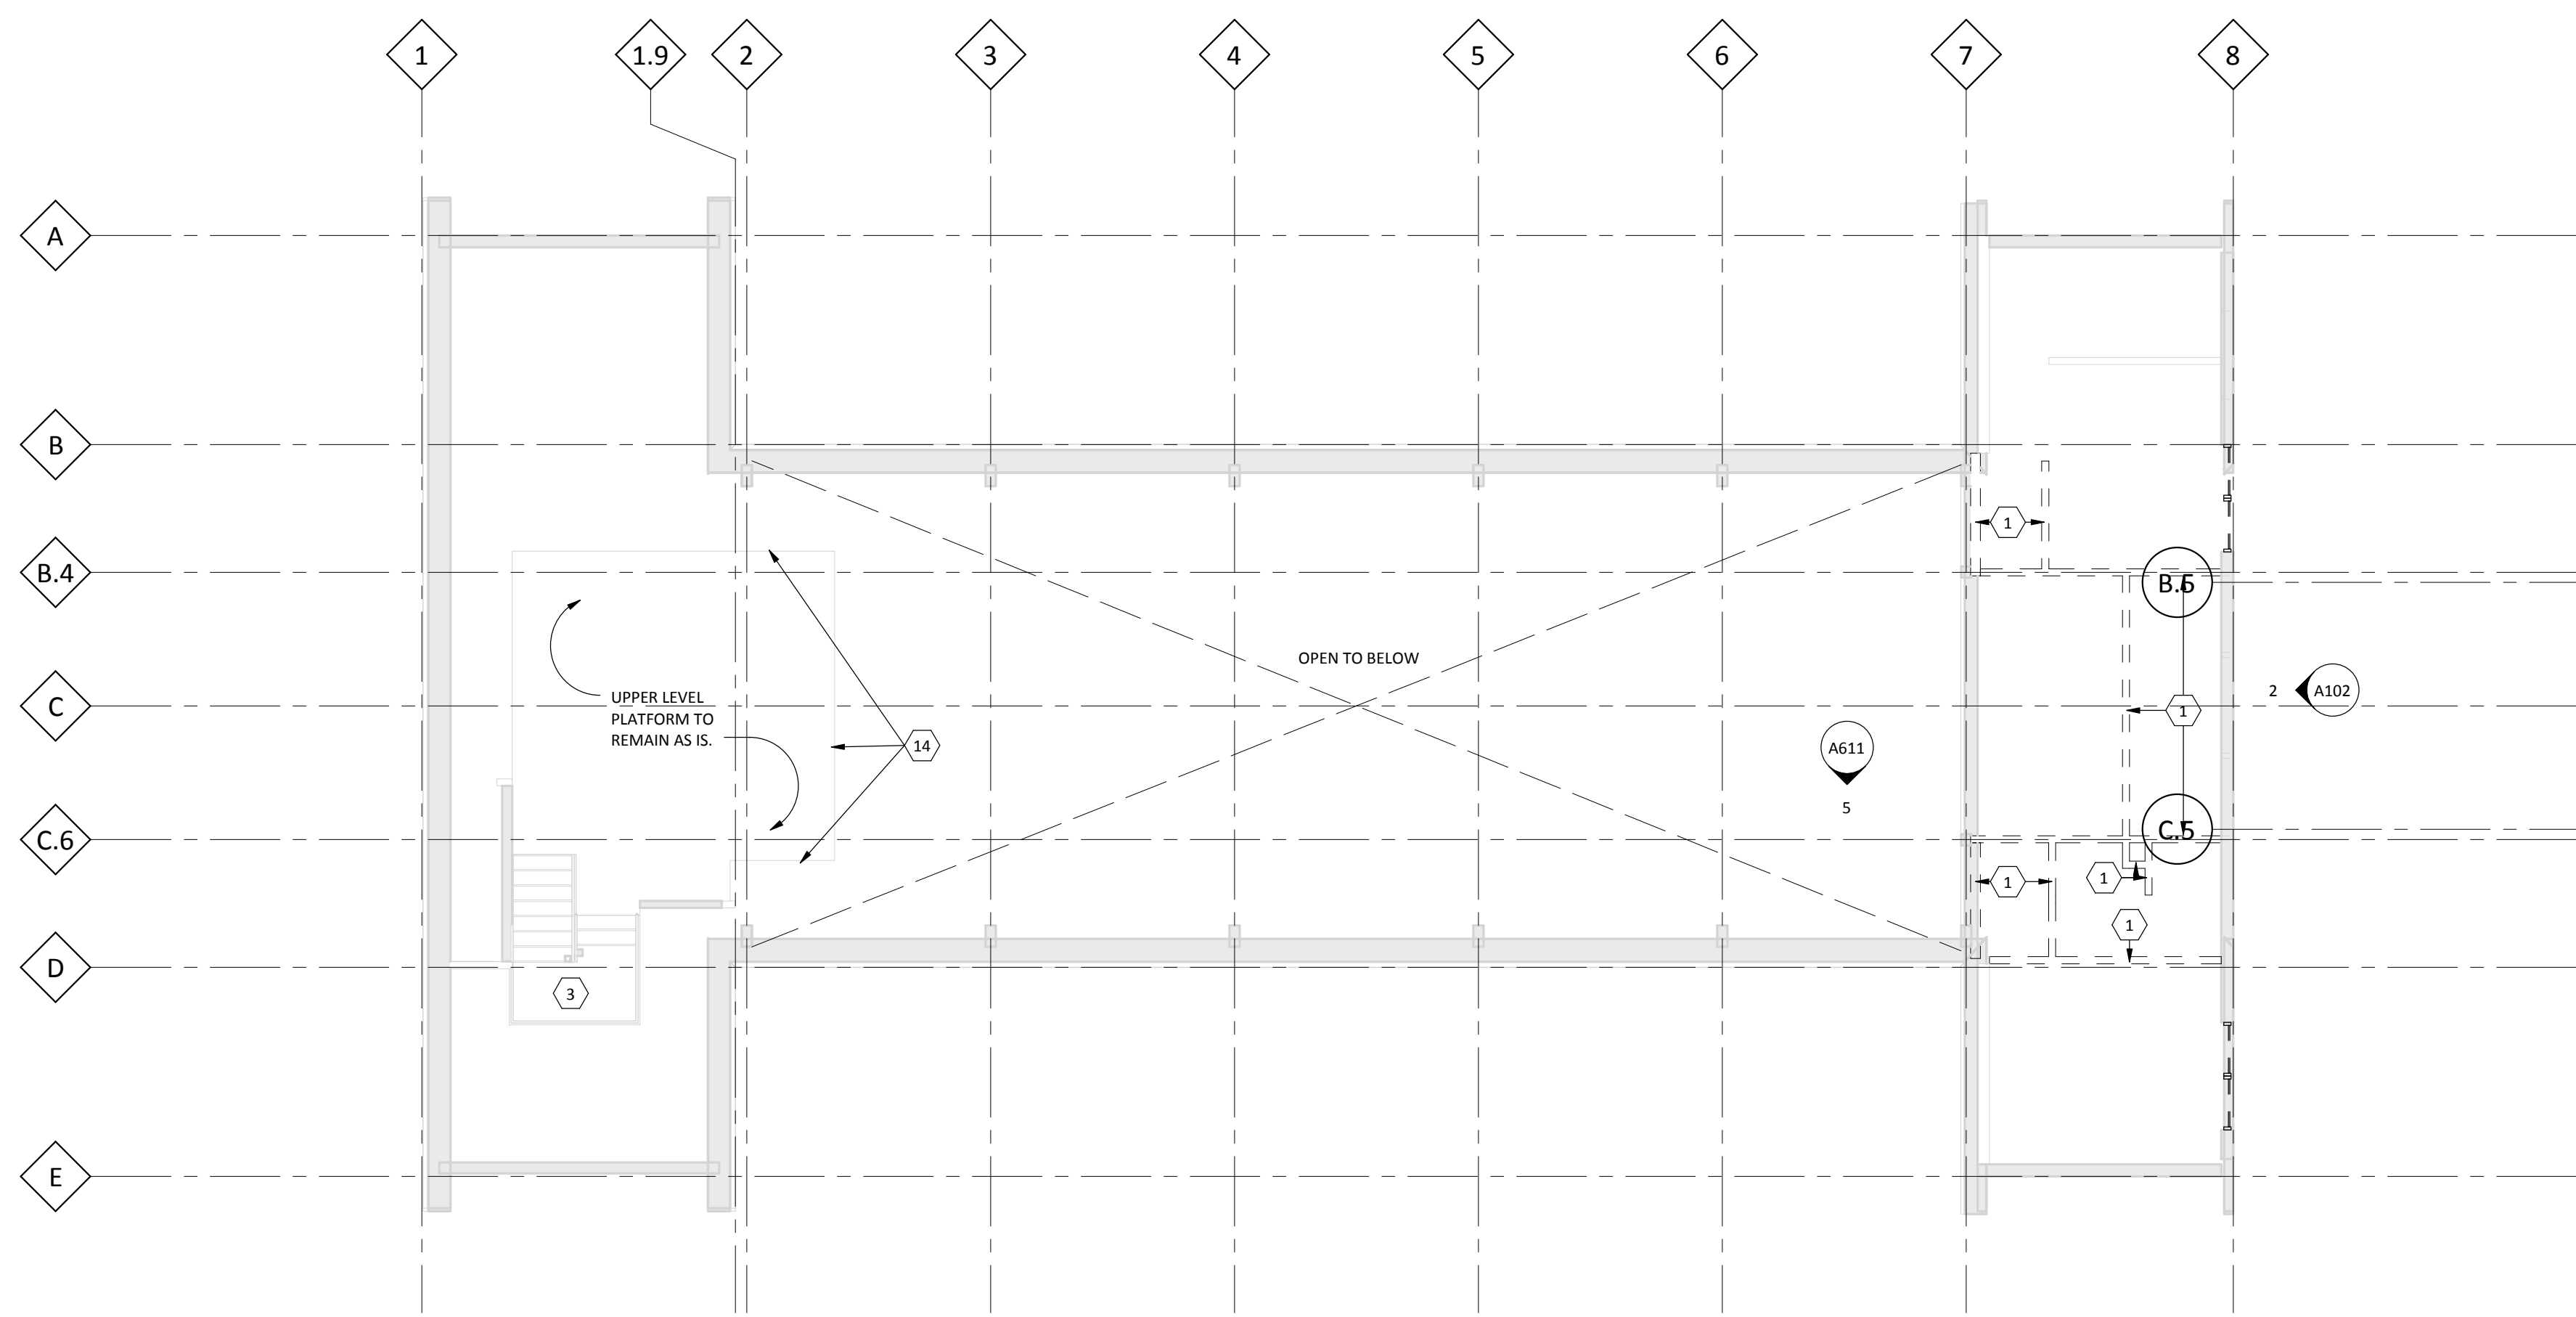 1
1.9
2
3
4
5
6
7
8
A
B
1
B.4
B.5
OPEN TO BELOW
UPPER LEVEL
PLATFORM TO
REMAIN AS IS.
2
A102
C
1
14
A611
5
C.6
C.5
1
1
1
D
3
E